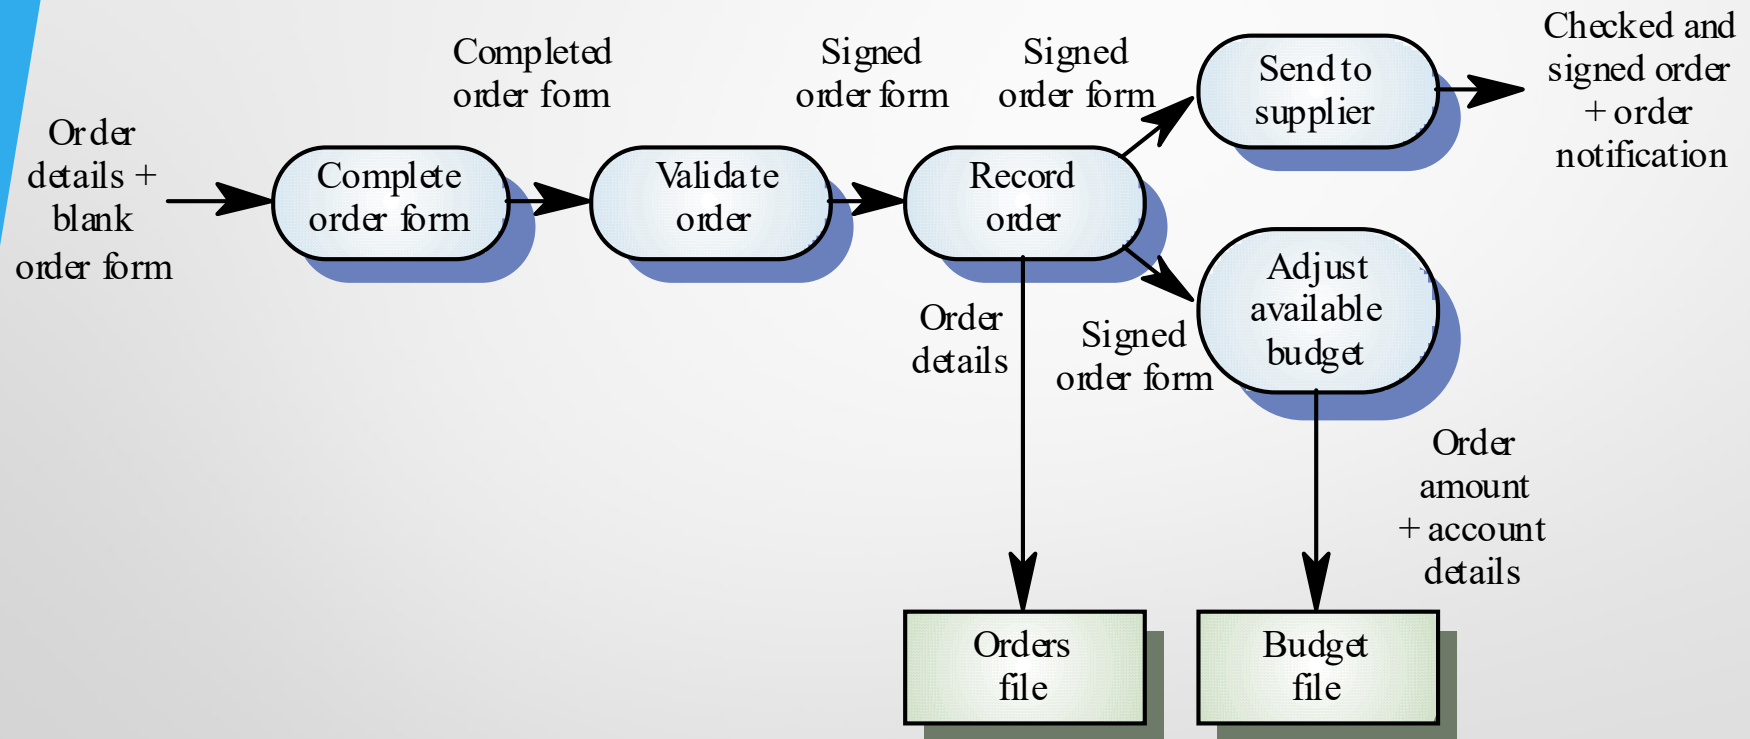 Order
details +
blank
order form
Complete
order form
Completed
order form
Validate
order
Signed
order form
Record
order
Signed
order form
Send to
supplier
Checked and
signed order
+ order
notification
Order
details
Signed
order form
Adjust
available
budget
Order
amount
+ account
details
Orders
file
Budget
file